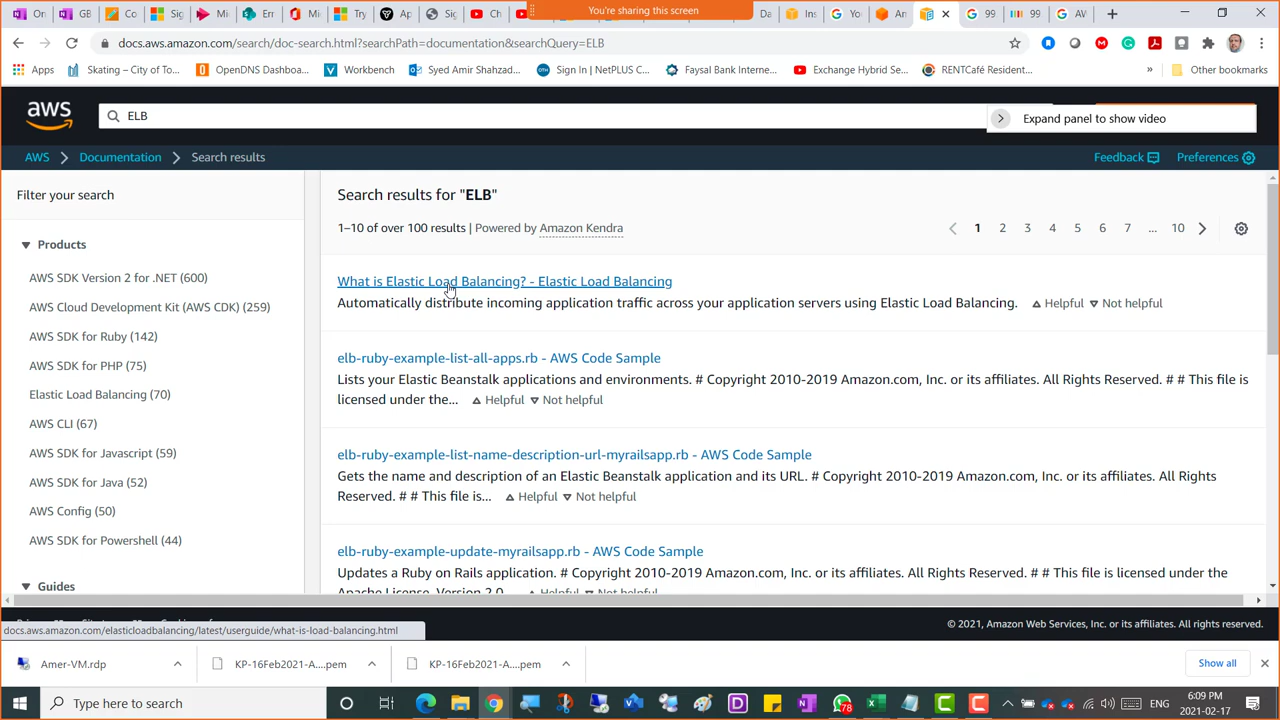 You're sharing this screen
docs.aws.amazon.com/search/doc-search.html?searchPath=documentation&searchQuery=ELB
Apps
Skating – City of To...
OpenDNS Dashboa...
Workbench
Syed Amir Shahzad...
Sign In | NetPLUS C...
Faysal Bank Interne...
Exchange Hybrid Se...
RENTCafé Resident...
»
Other bookmarks
aws
ELB
Expand panel to show video
AWS
Documentation
Search results
Feedback
Preferences
Filter your search
Products
AWS SDK Version 2 for .NET (600)
AWS Cloud Development Kit (AWS CDK) (259)
AWS SDK for Ruby (142)
AWS SDK for PHP (75)
Elastic Load Balancing (70)
AWS CLI (67)
AWS SDK for Javascript (59)
AWS SDK for Java (52)
AWS Config (50)
AWS SDK for Powershell (44)
Guides
Search results for "ELB"
1–10 of over 100 results | Powered by Amazon Kendra
1 2 3 4 5 6 7 ... 10
What is Elastic Load Balancing? - Elastic Load Balancing
Automatically distribute incoming application traffic across your application servers using Elastic Load Balancing. Helpful Not helpful
elb-ruby-example-list-all-apps.rb - AWS Code Sample
Lists your Elastic Beanstalk applications and environments. # Copyright 2010-2019 Amazon.com, Inc. or its affiliates. All Rights Reserved. # # This file is
licensed under the... Helpful Not helpful
elb-ruby-example-list-name-description-url-myrailsapp.rb - AWS Code Sample
Gets the name and description of an Elastic Beanstalk application and its URL. # Copyright 2010-2019 Amazon.com, Inc. or its affiliates. All Rights
Reserved. # # This file is... Helpful Not helpful
elb-ruby-example-update-myrailsapp.rb - AWS Code Sample
Updates a Ruby on Rails application. # Copyright 2010-2019 Amazon.com, Inc. or its affiliates. All Rights Reserved. # # This file is licensed under the
Apache License, Version 2.0 Helpful Not helpful
docs.aws.amazon.com/elasticloadbalancing/latest/userguide/what-is-load-balancing.html
© 2021, Amazon Web Services, Inc. or its affiliates. All rights reserved.
Amer-VM.rdp
KP-16Feb2021-A....pem
KP-16Feb2021-A....pem
Show all
Type here to search
78
ENG
6:09 PM
2021-02-17